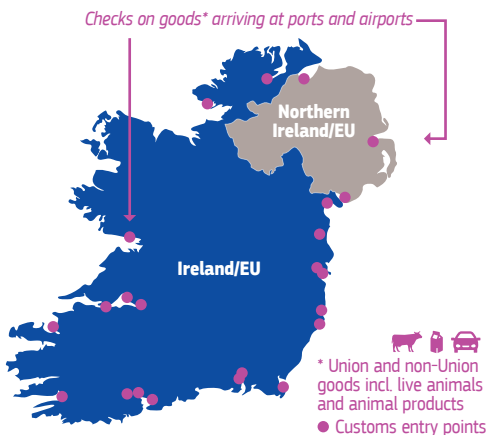 Checks on goods* arriving at ports and airports
Northern
Ireland/EU
Ireland/EU
* Union and non-Union
goods incl. live animals
and animal products
Customs entry points